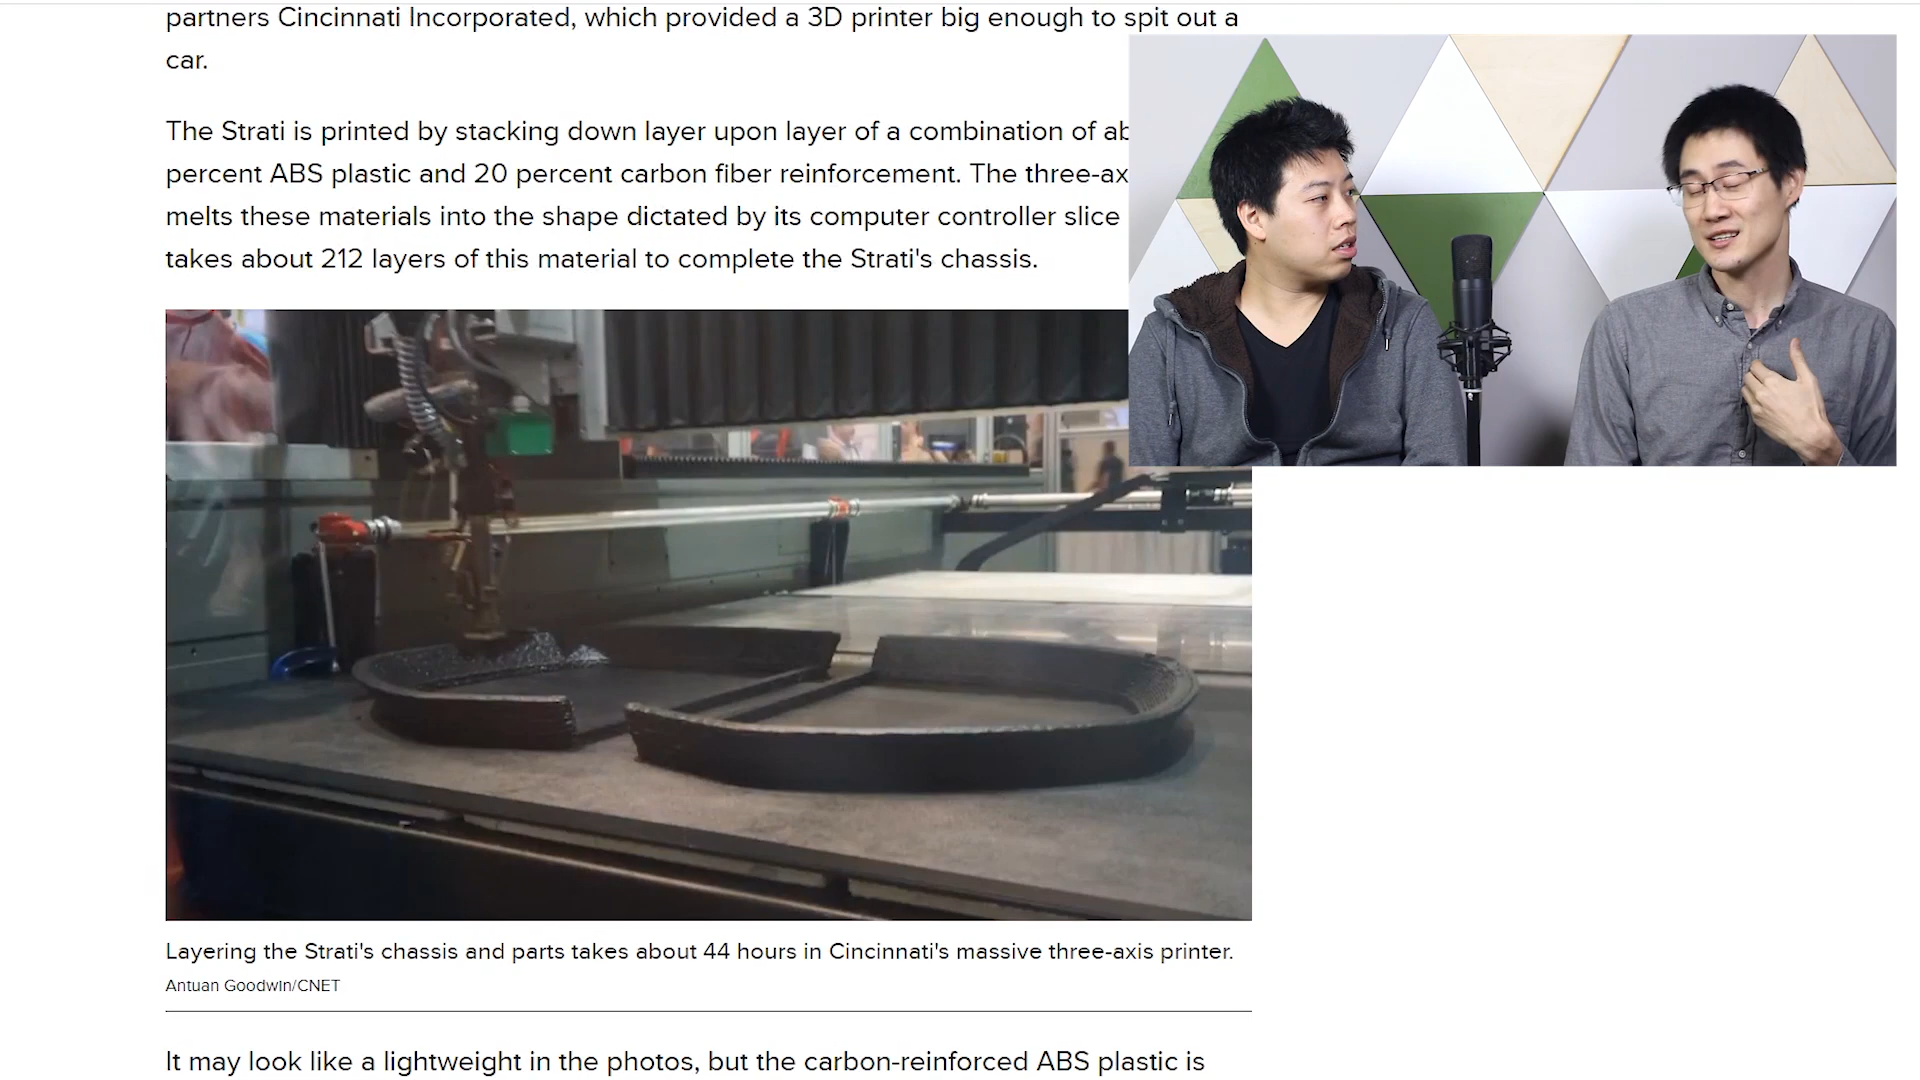 partners Cincinnati Incorporated, which provided a 3D printer big enough to spit out a
car.
The Strati is printed by stacking down layer upon layer of a combination of
percent ABS plastic and 20 percent carbon fiber reinforcement. The
melts these materials into the shape dictated by its computer controller slice
takes about 212 layers of this material to complete the Strati's chassis.
Layering the Strati's chassis and parts takes about 44 hours in Cincinnati's massive three-axis printer.
Antuan Goodwin/CNET
It may look like a lightweight in the photos, but the carbon-reinforced ABS plastic is